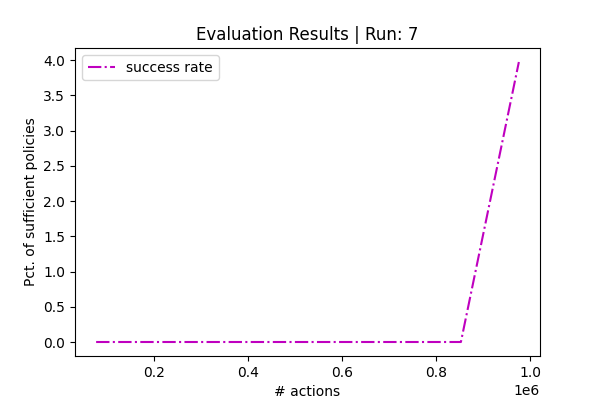 Evaluation Results | Run: 7
success rate
Pct. of sufficient policies
4.0
3.5
3.0
2.5
2.0
1.5
1.0
0.5
0.0
0.2
0.4
0.6
0.8
1.0
1e6
# actions